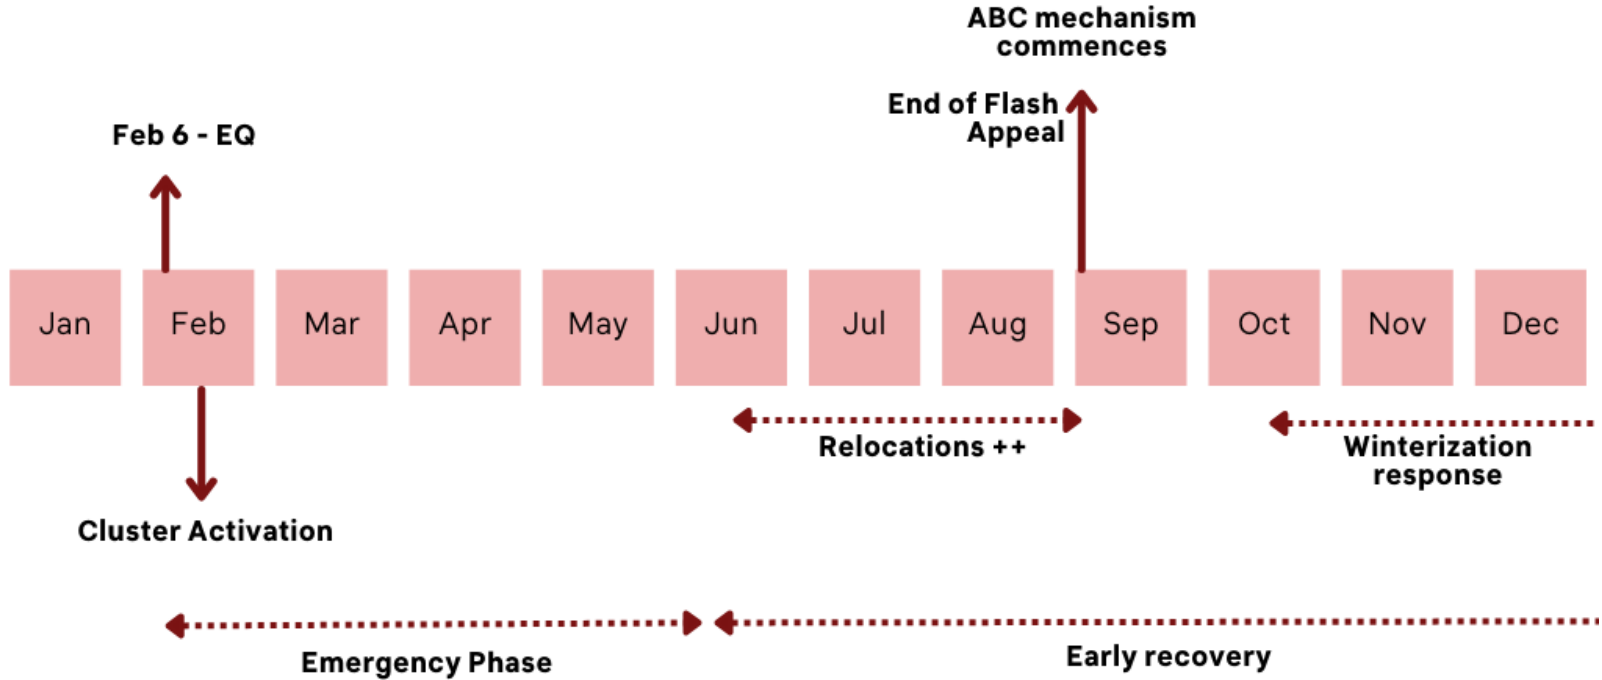 ABC mechanism
commences
End of Flash
Appeal
Feb 6 - EQ
Jan
Feb
Mar
Apr
May
Jun
Jul
Aug
Sep
Oct
Nov
Dec
Relocations ++
Winterization
response
Cluster Activation
Emergency Phase
Early recovery